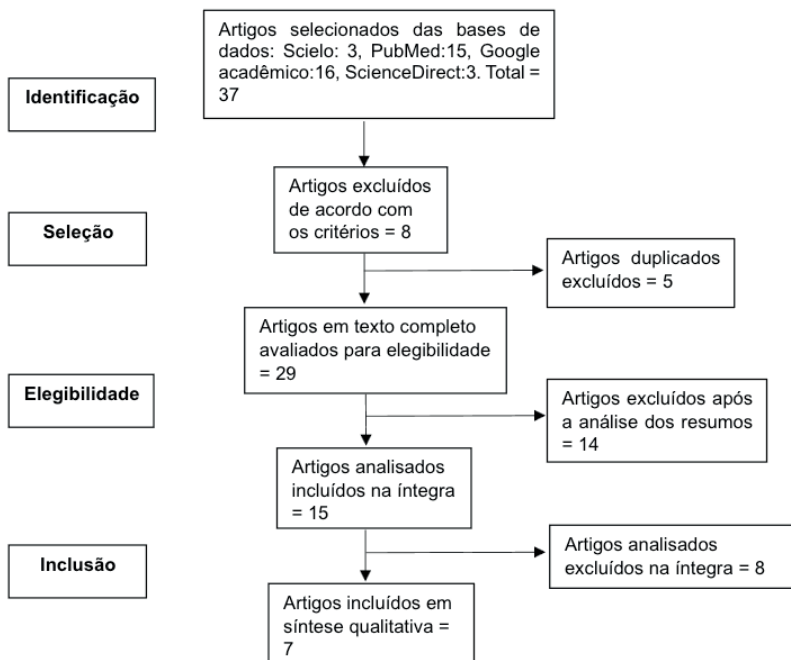 Artigos selecionados das bases de
dados: Scielo: 3, PubMed:15, Google
acadêmico:16, ScienceDirect:3. Total =
37
Identificação
Artigos excluídos
de acordo com
os critérios = 8
Seleção
Artigos duplicados
excluídos = 5
Artigos em texto completo
avaliados para elegibilidade
= 29
Elegibilidade
Artigos excluídos após
a análise dos resumos
= 14
Artigos analisados
incluídos na íntegra
= 15
Inclusão
Artigos analisados
excluídos na íntegra = 8
Artigos incluídos em
síntese qualitativa =
7